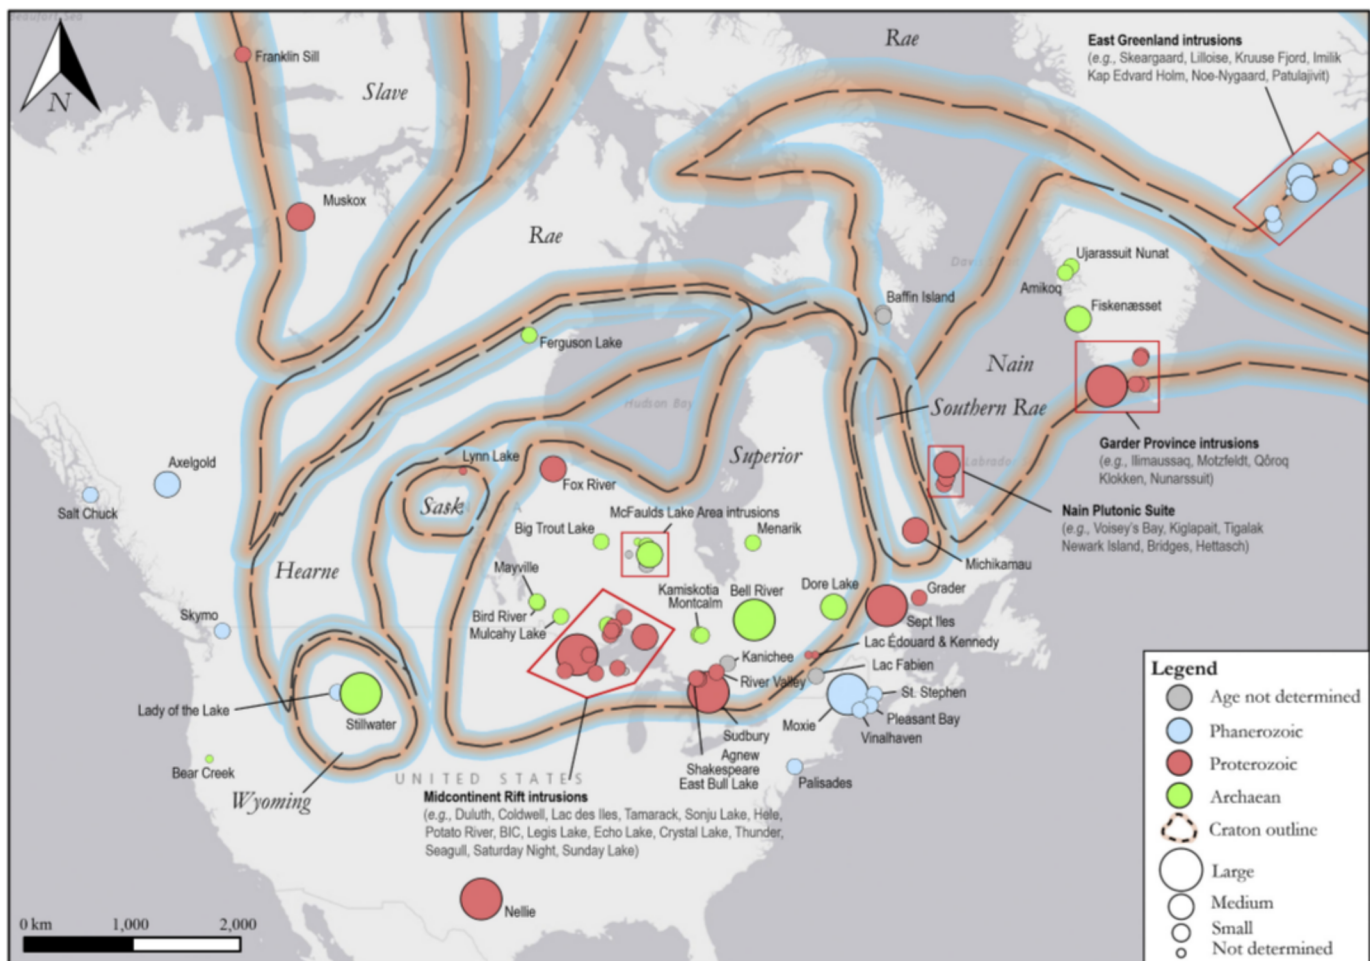 Beaufort Sea
N
Franklin Sill
Slave
Rae
East Greenland intrusions
(e.g., Skeargaard, Lilloise, Kruuse Fjord, Imilik
Kap Edvard Holm, Noe-Nygaard, Patulajivit)
Muskox
Rae
Ujarassuit Nunat
Amikoq
Fiskenæsset
Baffin Island
Ferguson Lake
Nain
Hudson Bay
Southern Rae
Garder Province intrusions
(e.g., Ilimaussaq, Motzfeldt, Qôroq
Klokken, Nunarssuit)
Superior
Lynn Lake
Axelgold
Labrador
Fox River
Salt Chuck
Sask
McFaulds Lake Area intrusions
Big Trout Lake
Menarik
Nain Plutonic Suite
(e.g., Voisey's Bay, Kiglapait, Tigalak
Newark Island, Bridges, Hettasch)
Hearne
Mayville
Michikamau
Kamiskotia
Montcalm
Bell River
Dore Lake
Grader
Skymo
Bird River
Mulcahy Lake
Sept Iles
Lac Édouard & Kennedy
Kanichee
Lac Fabien
River Valley
Lady of the Lake
Stillwater
St. Stephen
Pleasant Bay
Moxie
Vinalhaven
Sudbury
Agnew
Shakespeare
East Bull Lake
Palisades
Bear Creek
Wyoming
UNITED STATES
Midcontinent Rift intrusions
(e.g., Duluth, Coldwell, Lac des Iles, Tamarack, Sonju Lake, Hele,
Potato River, BIC, Legis Lake, Echo Lake, Crystal Lake, Thunder,
Seagull, Saturday Night, Sunday Lake)
Nellie
0 km 1,000 2,000
Legend
Age not determined
Phanerozoic
Proterozoic
Archaean
Craton outline
Large
Medium
Small
Not determined